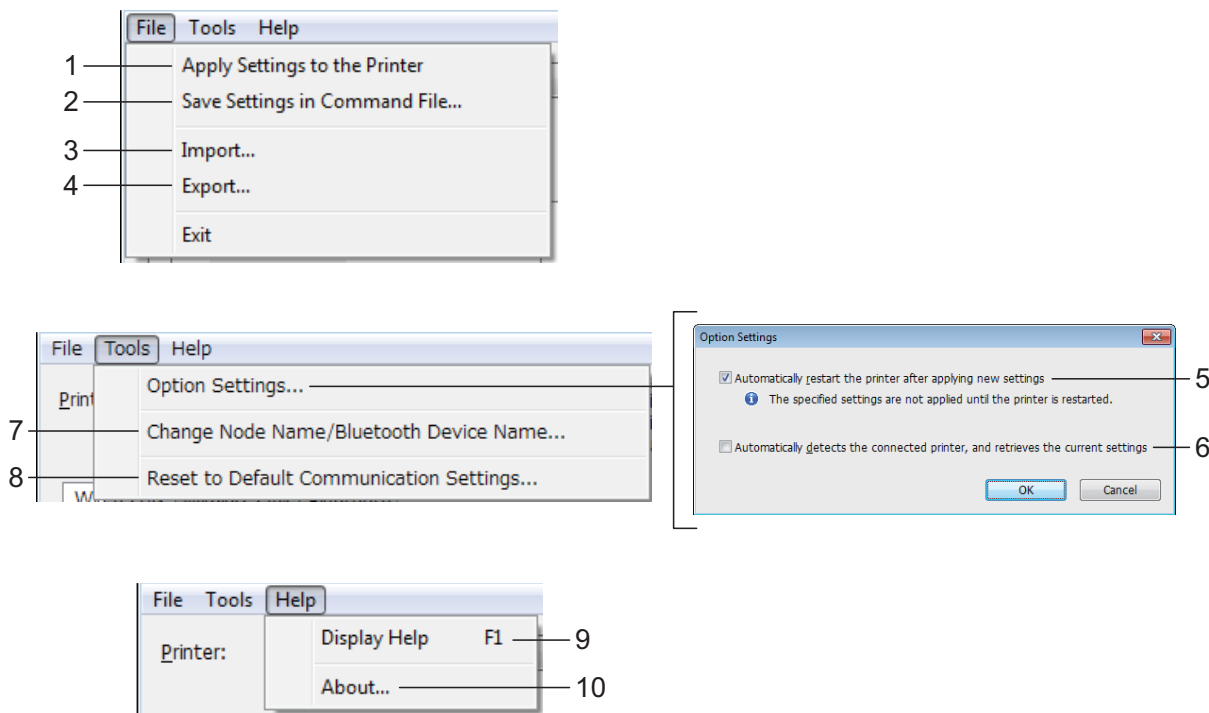 File Tools Help
1 Apply Settings to the Printer
2 Save Settings in Command File...
3 Import...
4 Export...
Exit
File Tools Help
Print
Option Settings...
7 Change Node Name/Bluetooth Device Name...
8 Reset to Default Communication Settings...
Option Settings
Automatically restart the printer after applying new settings 5
The specified settings are not applied until the printer is restarted.
Automatically detects the connected printer, and retrieves the current settings 6
OK Cancel
File Tools Help
Printer:
Display Help F1 9
About... 10